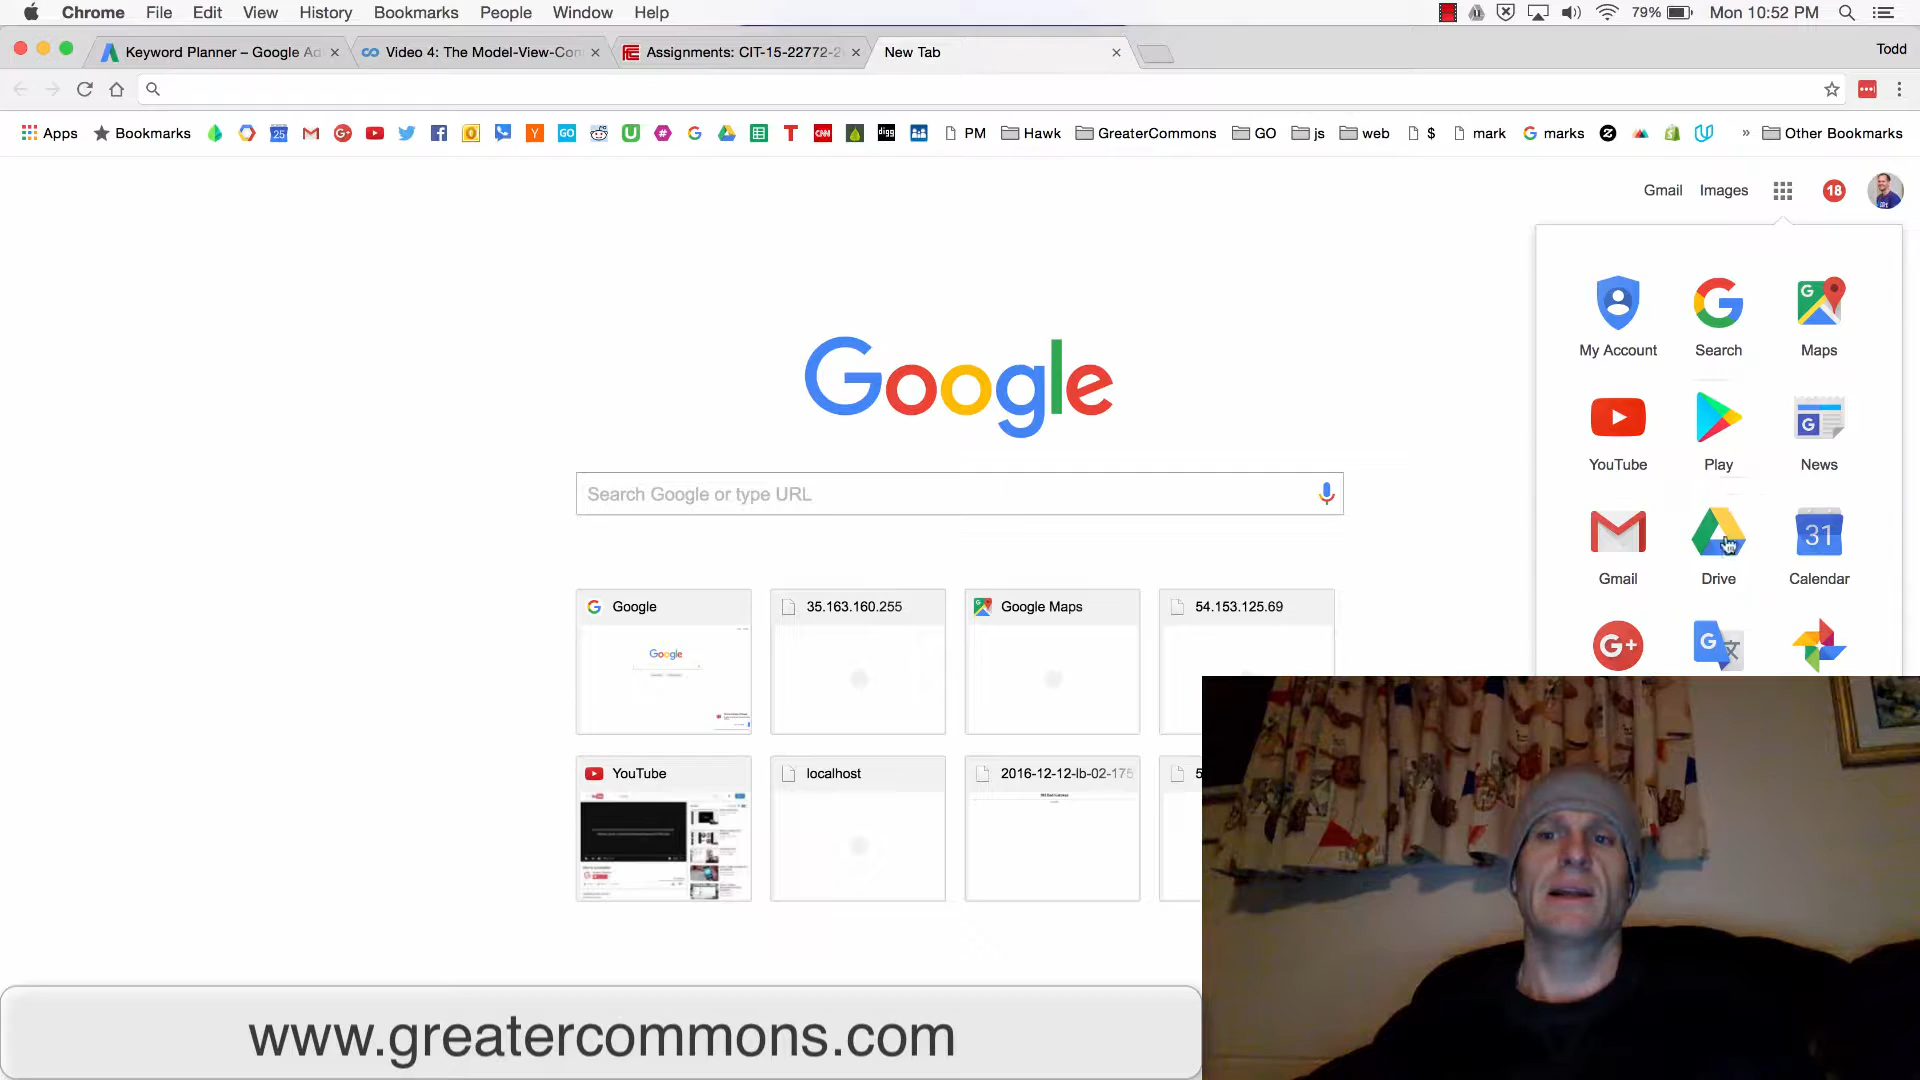 Chrome File Edit View History Bookmarks People Window Help 79% Mon 10:52 PM
Keyword Planner – Google Ad Video 4: The Model-View-Con Assignments: CIT-15-22772-2 New Tab Todd
Apps Bookmarks PM Hawk GreaterCommons GO js web $ mark marks » Other Bookmarks
Gmail Images 18
My Account Search Maps
YouTube Play News
Gmail Drive Calendar
Google
Search Google or type URL
Google 35.163.160.255 Google Maps 54.153.125.69
YouTube localhost 2016-12-12-lb-02-175 5
www.greatercommons.com